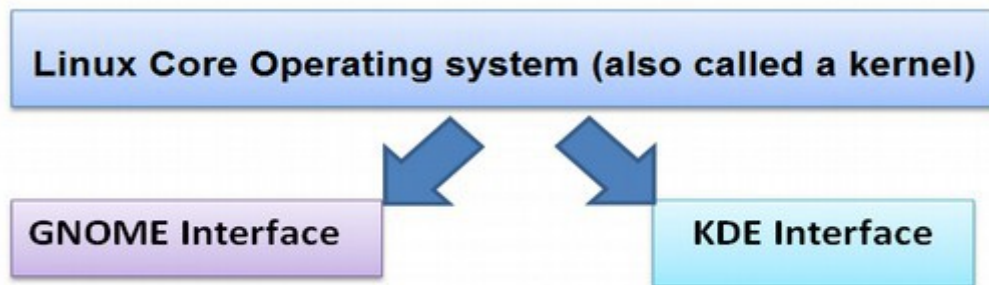 Linux Core Operating system (also called a kernel)
GNOME Interface
KDE Interface